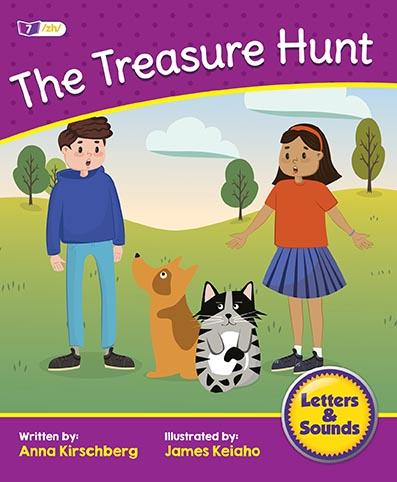 7 /zh/
The Treasure Hunt
Letters
&
Sounds
Written by:
Anna Kirschberg
Illustrated by:
James Keiaho